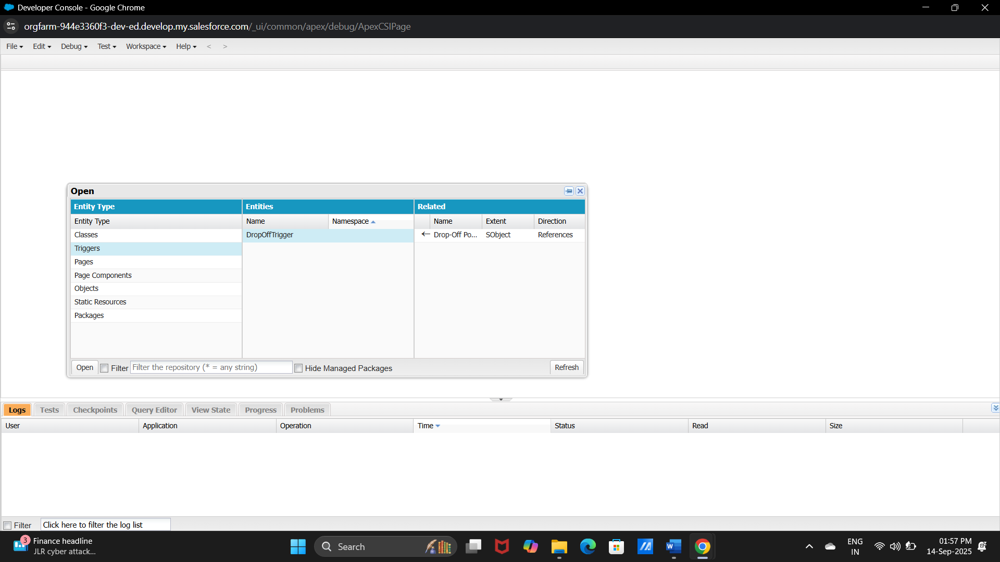 Developer Console - Google Chrome
orgfarm-944e3360f3-dev-ed.develop.my.salesforce.com/_ui/common/apex/debug/ApexCSIPage
File Edit Debug Test Workspace Help < >
Open
Entity Type Entities Related
Entity Type Name Namespace Name Extent Direction
Classes DropOffTrigger Drop-Off Po... SObject References
Triggers
Pages
Page Components
Objects
Static Resources
Packages
Open Filter Filter the repository (* = any string) Hide Managed Packages Refresh
Logs Tests Checkpoints Query Editor View State Progress Problems
User Application Operation Time Status Read Size
Filter Click here to filter the log list
3 Finance headline
JLR cyber attack...
Search
ENG
IN
01:57 PM
14-Sep-2025